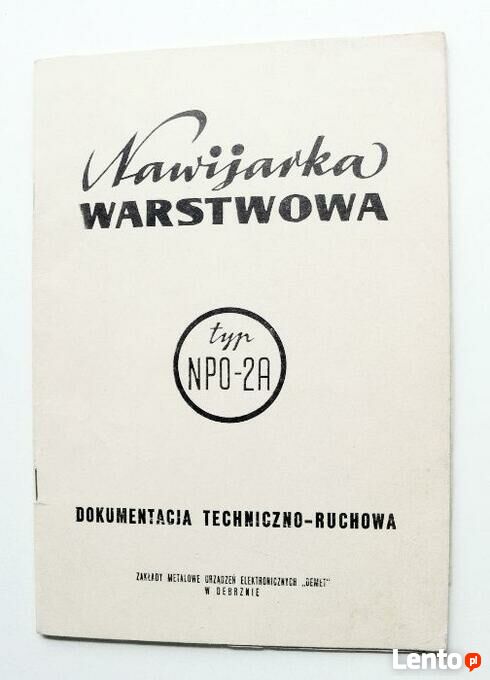 Nawijarka
WARSTWOWA
typ
NPO-2A
DOKUMENTACJA TECHNICZNO-RUCHOWA
ZAKŁADY METALOWE URZĄDZEŃ ELEKTRONICZNYCH „DEMET"
W DEBRZNIE
Lento pl